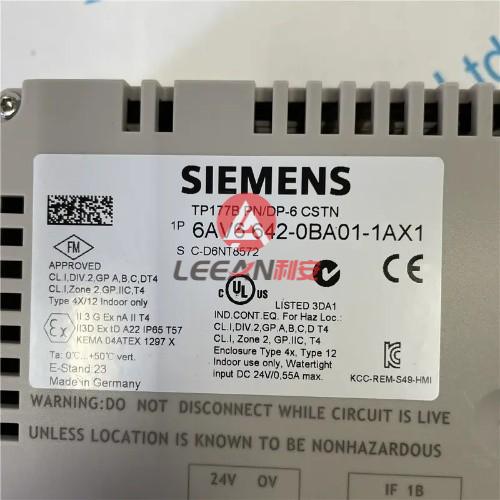 SIEMENS
TP177B PN/DP-6 CSTN
1P 6AV6 642-0BA01-1AX1
S C-D6NT8572
LEEAN利安
FM
APPROVED
CL.I,DIV.2,GP.A,B,C,DT4
CL.I,Zone 2,GP.IIC,T4
Type 4X/12 Indoor only
Ex
II 3 G Ex nA II T4
II3D Ex tD A22 IP65 T57
KEMA 04ATEX 1297 X
Ta: 0°C...+50°C vert.
E-Stand: 23
Made in Germany
C UL US
LISTED 3DA1
IND.CONT.EQ. For Haz Loc.:
CL.I,DIV.2, GP.A,B,C,D T4
CL.I, Zone 2, GP.IIC, T4
Enclosure Type 4x, Type 12
Indoor use only, Watertight
input DC 24V/0,55A max.
KCC-REM-S49-HMI
WARNING:DO NOT DISCONNECT WHILE CIRCUIT IS LIVE
UNLESS LOCATION IS KNOWN TO BE NONHAZARDOUS
24V 0V
IF 1B